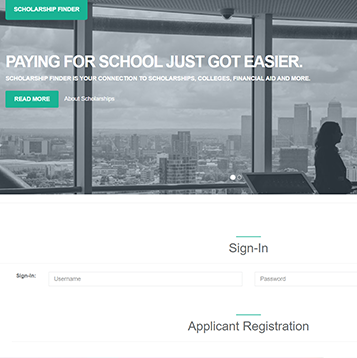 SCHOLARSHIP FINDER
PAYING FOR SCHOOL JUST GOT EASIER.
SCHOLARSHIP FINDER IS YOUR CONNECTION TO SCHOLARSHIPS, COLLEGES, FINANCIAL AID AND MORE.
READ MORE About Scholarships
Sign-In
Sign-In: Username Password
Applicant Registration